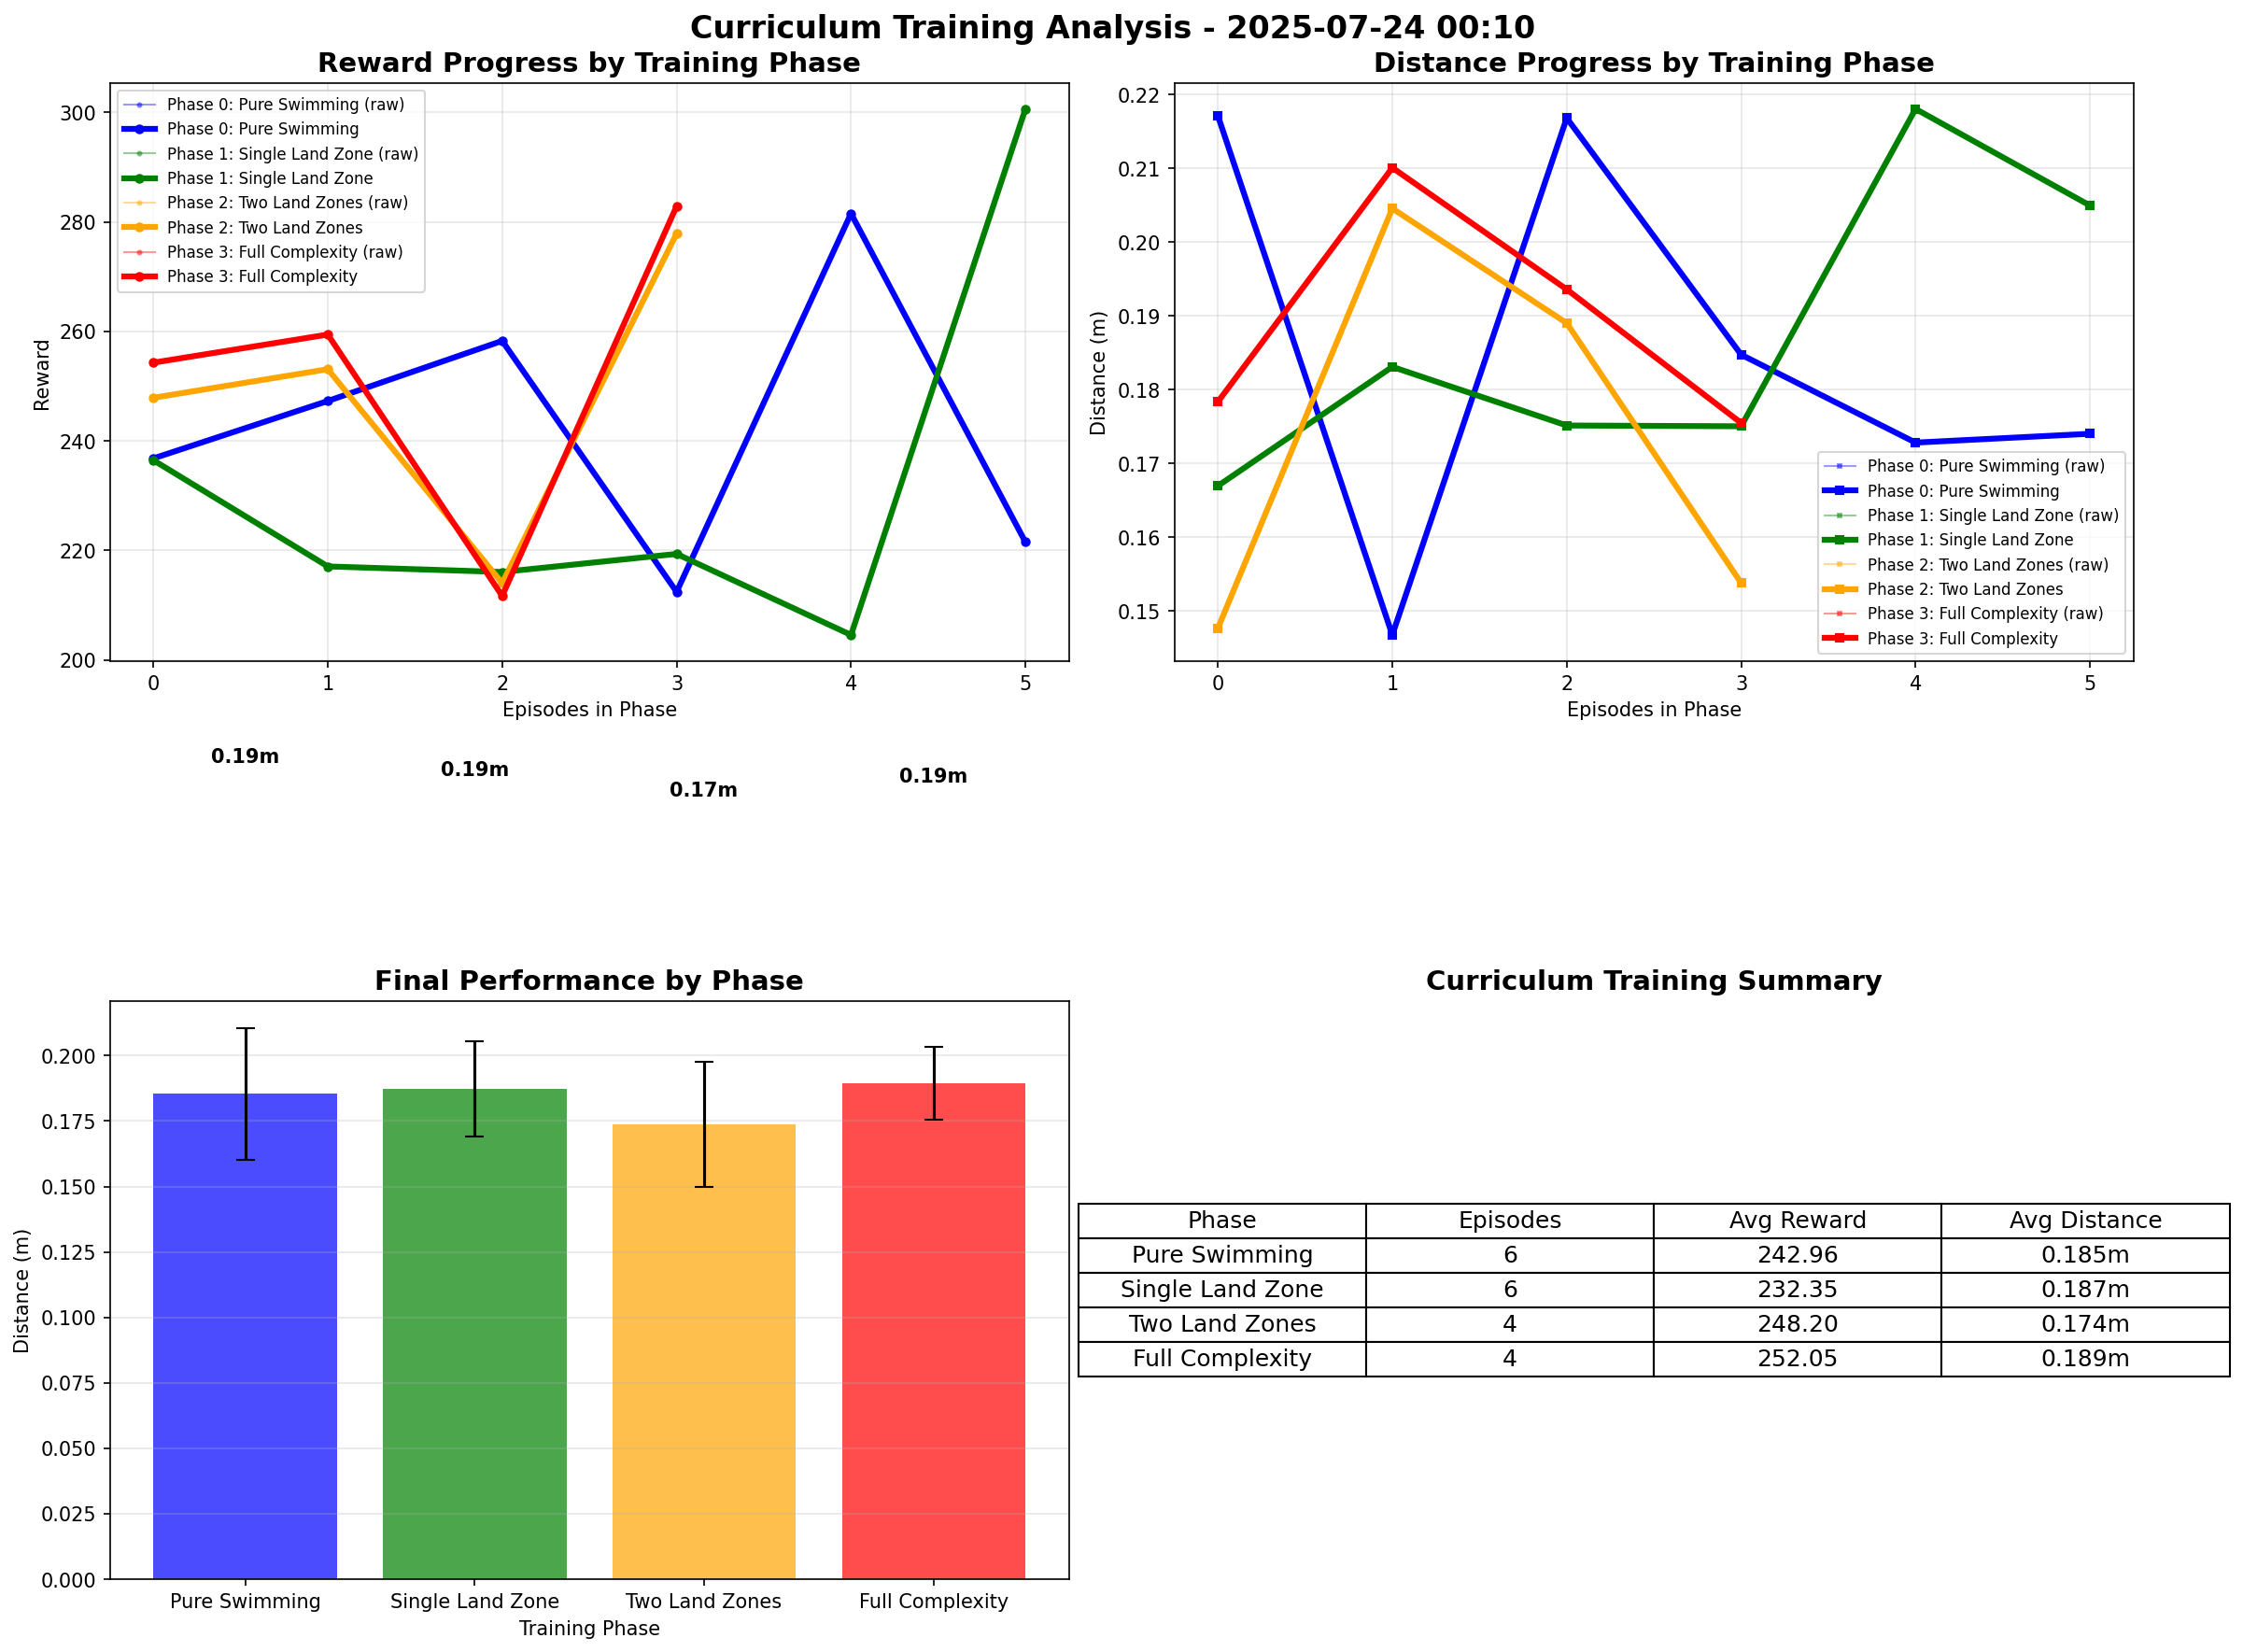 Curriculum Training Analysis - 2025-07-24 00:10
Reward Progress by Training Phase
300
280
260
240
220
200
Reward
Phase 0: Pure Swimming (raw)
Phase 0: Pure Swimming
Phase 1: Single Land Zone (raw)
Phase 1: Single Land Zone
Phase 2: Two Land Zones (raw)
Phase 2: Two Land Zones
Phase 3: Full Complexity (raw)
Phase 3: Full Complexity
0 1 2 3 4 5
Episodes in Phase
Distance Progress by Training Phase
0.22
0.21
0.20
0.19
0.18
0.17
0.16
0.15
Distance (m)
Phase 0: Pure Swimming (raw)
Phase 0: Pure Swimming
Phase 1: Single Land Zone (raw)
Phase 1: Single Land Zone
Phase 2: Two Land Zones (raw)
Phase 2: Two Land Zones
Phase 3: Full Complexity (raw)
Phase 3: Full Complexity
0 1 2 3 4 5
Episodes in Phase
0.19m
0.19m
0.17m
0.19m
Final Performance by Phase
0.200
0.175
0.150
0.125
0.100
0.075
0.050
0.025
0.000
Distance (m)
Pure Swimming Single Land Zone Two Land Zones Full Complexity
Training Phase
Curriculum Training Summary
Phase Episodes Avg Reward Avg Distance
Pure Swimming 6 242.96 0.185m
Single Land Zone 6 232.35 0.187m
Two Land Zones 4 248.20 0.174m
Full Complexity 4 252.05 0.189m